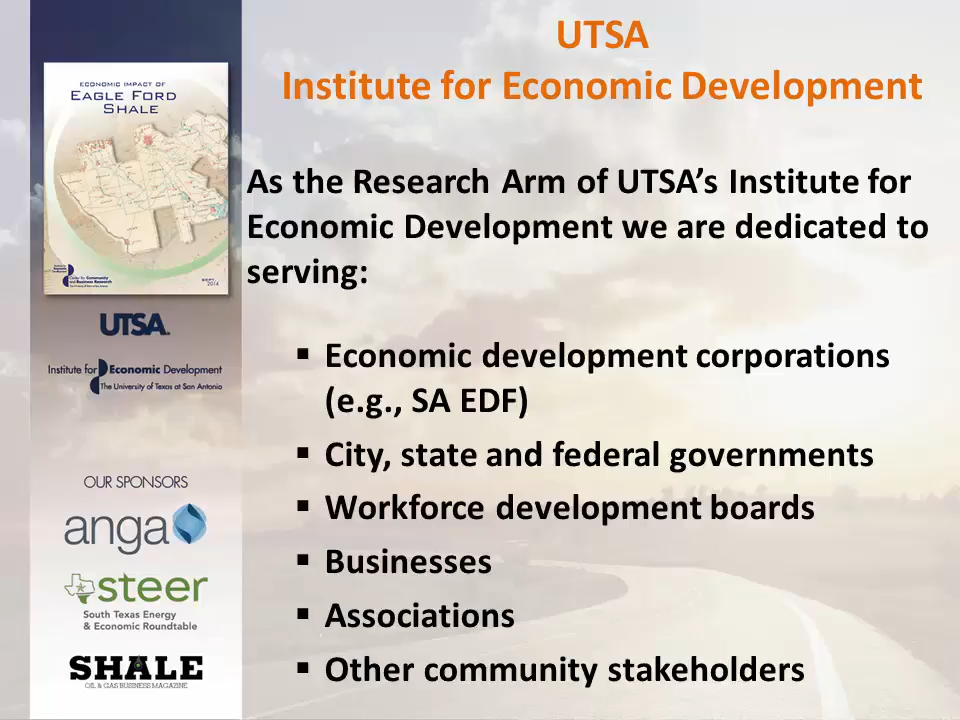 UTSA
Institute for Economic Development
ECONOMIC IMPACT OF
EAGLE FORD
SHALE
Center for Community
and Business Research
2014
UTSA
Institute for Economic Development
The University of Texas at San Antonio
OUR SPONSORS
anga
steer
South Texas Energy
& Economic Roundtable
SHALE
OIL & GAS BUSINESS MAGAZINE
As the Research Arm of UTSA’s Institute for
Economic Development we are dedicated to
serving:
▪ Economic development corporations
(e.g., SA EDF)
▪ City, state and federal governments
▪ Workforce development boards
▪ Businesses
▪ Associations
▪ Other community stakeholders